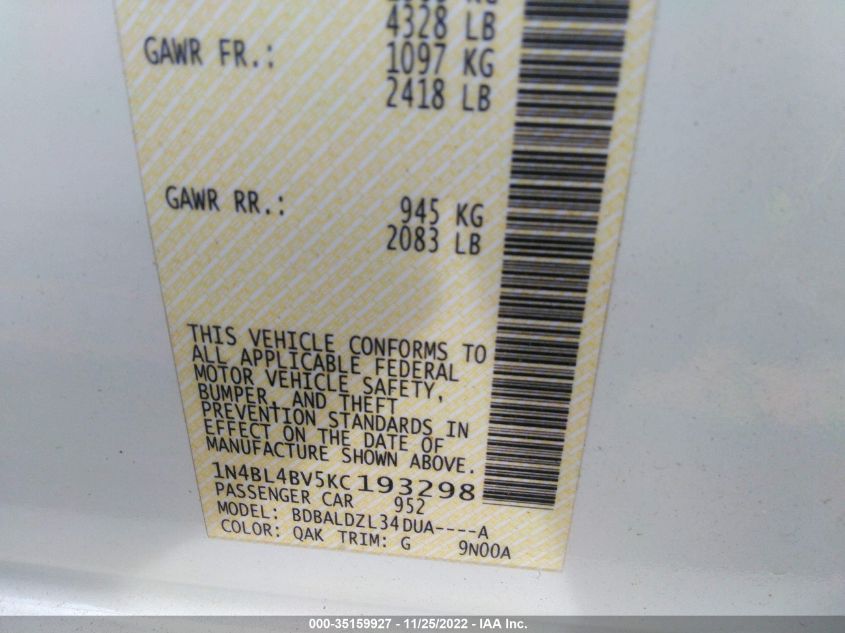 4328 LB
GAWR FR.: 1097 KG
2418 LB
GAWR RR.: 945 KG
2083 LB
THIS VEHICLE CONFORMS TO
ALL APPLICABLE FEDERAL
MOTOR VEHICLE SAFETY,
BUMPER, AND THEFT
PREVENTION STANDARDS IN
EFFECT ON THE DATE OF
MANUFACTURE SHOWN ABOVE.
1N4BL4BV5KC193298
PASSENGER CAR 952
MODEL: BDBALDZL34DUA----A
COLOR: QAK TRIM: G 9N00A
000-35159927 - 11/25/2022 - IAA Inc.